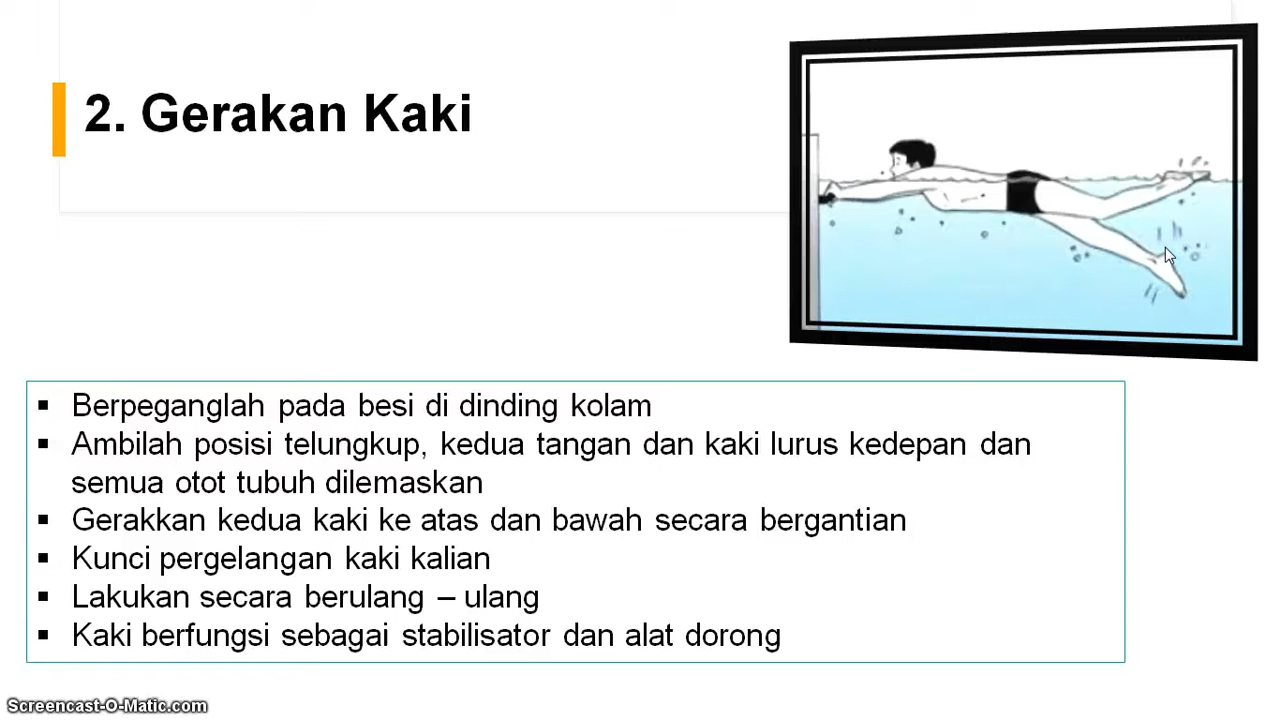 2. Gerakan Kaki
▪ Berpeganglah pada besi di dinding kolam
▪ Ambilah posisi telungkup, kedua tangan dan kaki lurus kedepan dan
semua otot tubuh dilemaskan
▪ Gerakkan kedua kaki ke atas dan bawah secara bergantian
▪ Kunci pergelangan kaki kalian
▪ Lakukan secara berulang – ulang
▪ Kaki berfungsi sebagai stabilisator dan alat dorong
Screencast-O-Matic.com